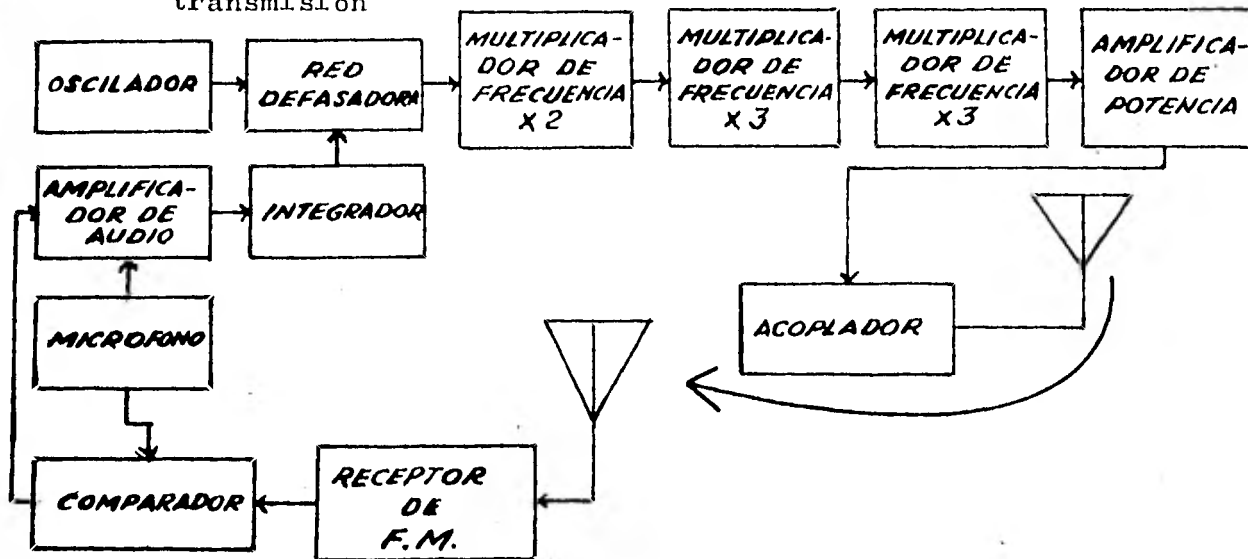 transmisión
OSCILADOR
RED
DEFASADORA
MULTIPLICA-
DOR DE
FRECUENCIA
X 2
MULTIPLICA-
DOR DE
FRECUENCIA
X 3
MULTIPLICA-
DOR DE
FRECUENCIA
X 3
AMPLIFICA-
DOR DE
POTENCIA
AMPLIFICA-
DOR DE
AUDIO
INTEGRADOR
MICROFONO
ACOPLADOR
COMPARADOR
RECEPTOR
DE
F.M.